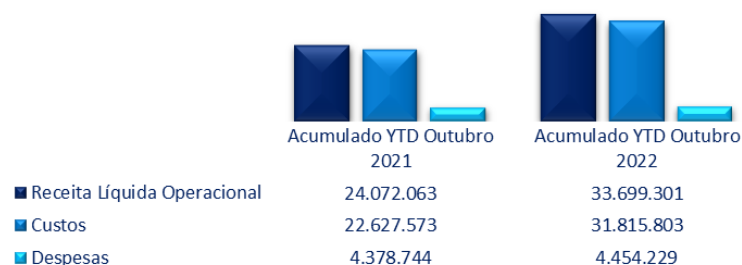 Acumulado YTD Outubro Acumulado YTD Outubro
2021 2022
Receita Líquida Operacional 24.072.063 33.699.301
Custos 22.627.573 31.815.803
Despesas 4.378.744 4.454.229